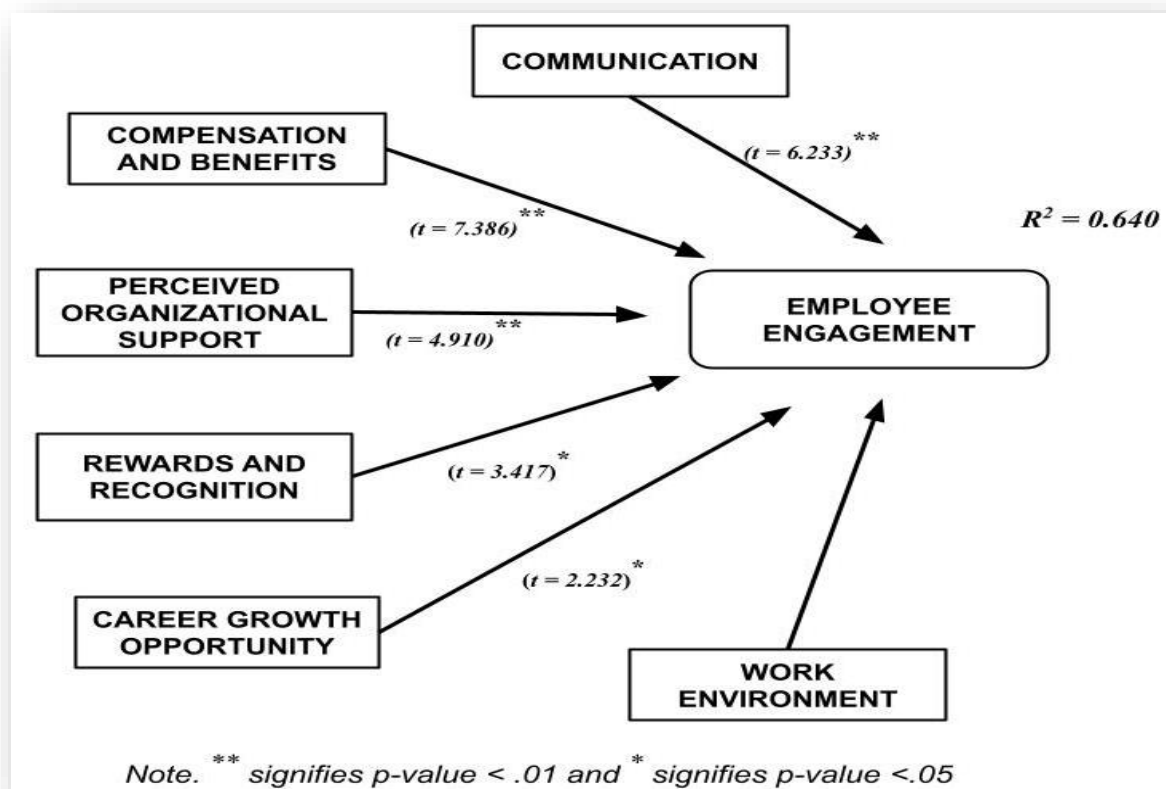 COMMUNICATION
COMPENSATION
AND BENEFITS
(t = 6.233)**
(t = 7.386)**
R² = 0.640
PERCEIVED
ORGANIZATIONAL
SUPPORT
(t = 4.910)**
EMPLOYEE
ENGAGEMENT
REWARDS AND
RECOGNITION
(t = 3.417)*
(t = 2.232)*
CAREER GROWTH
OPPORTUNITY
WORK
ENVIRONMENT
Note. ** signifies p-value < .01 and * signifies p-value <.05